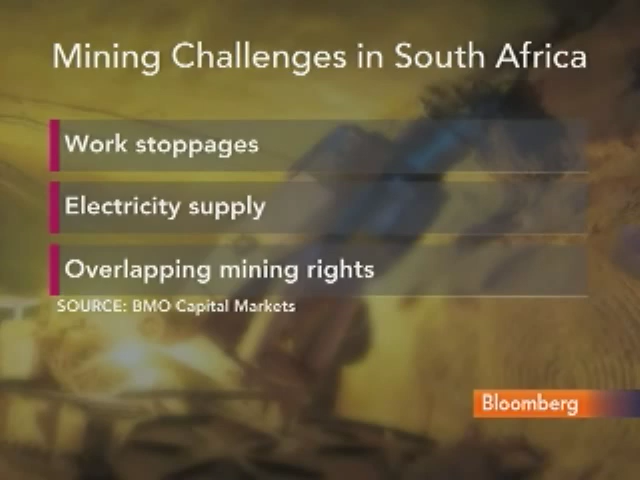 Mining Challenges in South Africa
Work stoppages
Electricity supply
Overlapping mining rights
SOURCE: BMO Capital Markets
Bloomberg